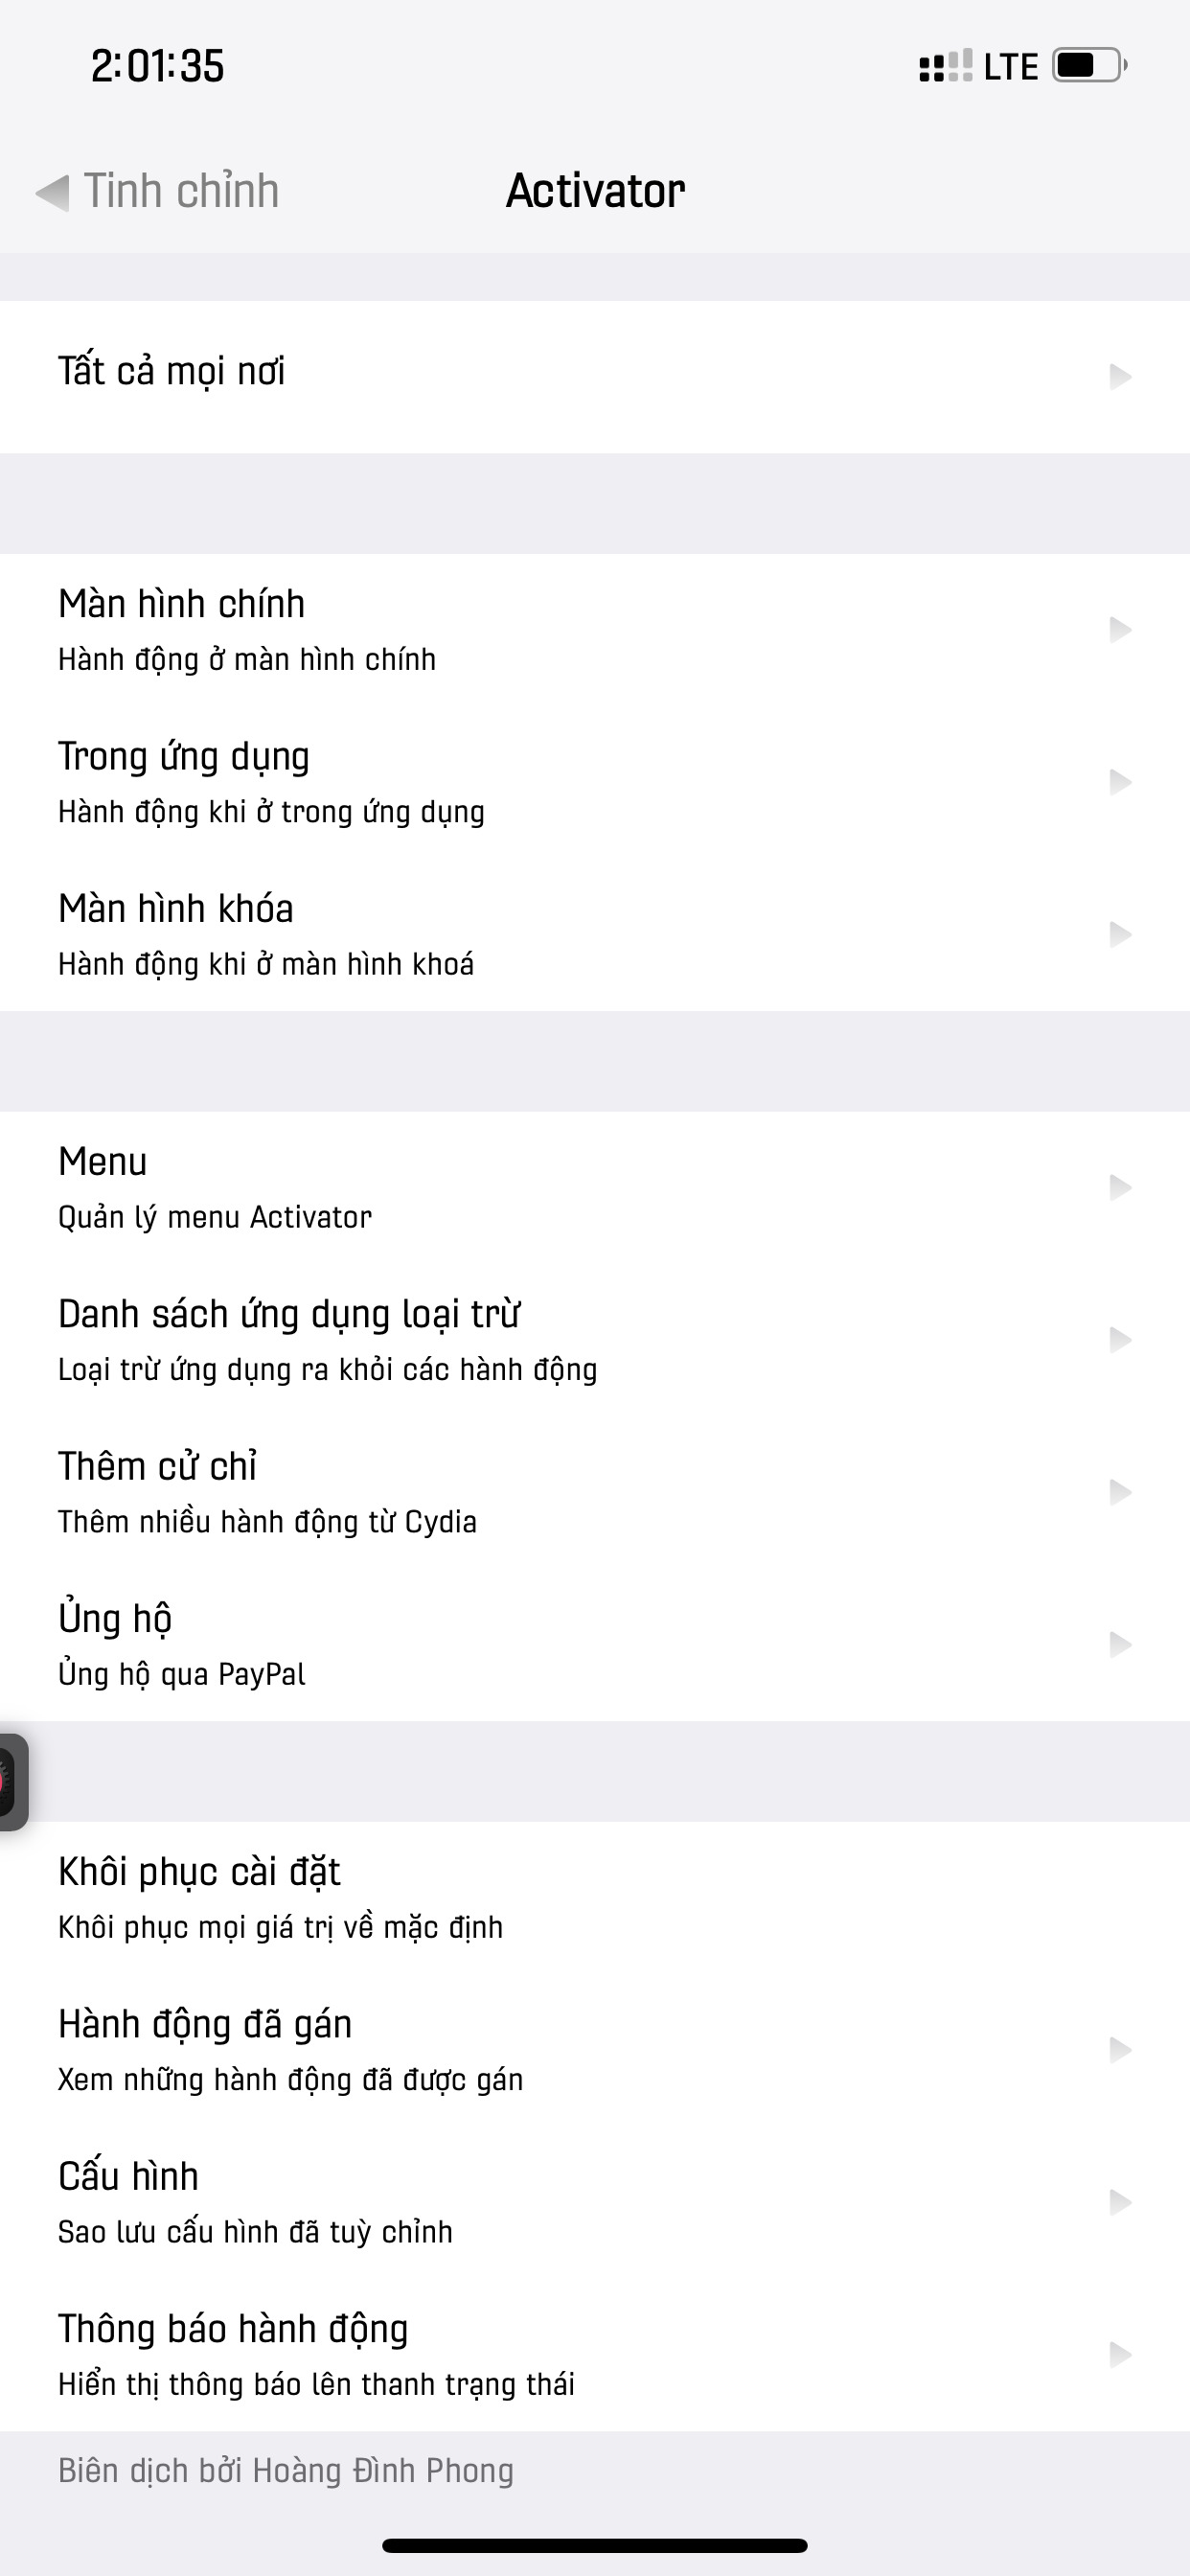 2:01:35 LTE
Tinh chỉnh Activator
Tất cả mọi nơi
Màn hình chính
Hành động ở màn hình chính
Trong ứng dụng
Hành động khi ở trong ứng dụng
Màn hình khóa
Hành động khi ở màn hình khoá
Menu
Quản lý menu Activator
Danh sách ứng dụng loại trừ
Loại trừ ứng dụng ra khỏi các hành động
Thêm cử chỉ
Thêm nhiều hành động từ Cydia
Ủng hộ
Ủng hộ qua PayPal
Khôi phục cài đặt
Khôi phục mọi giá trị về mặc định
Hành động đã gán
Xem những hành động đã được gán
Cấu hình
Sao lưu cấu hình đã tuỳ chỉnh
Thông báo hành động
Hiển thị thông báo lên thanh trạng thái
Biên dịch bởi Hoàng Đình Phong